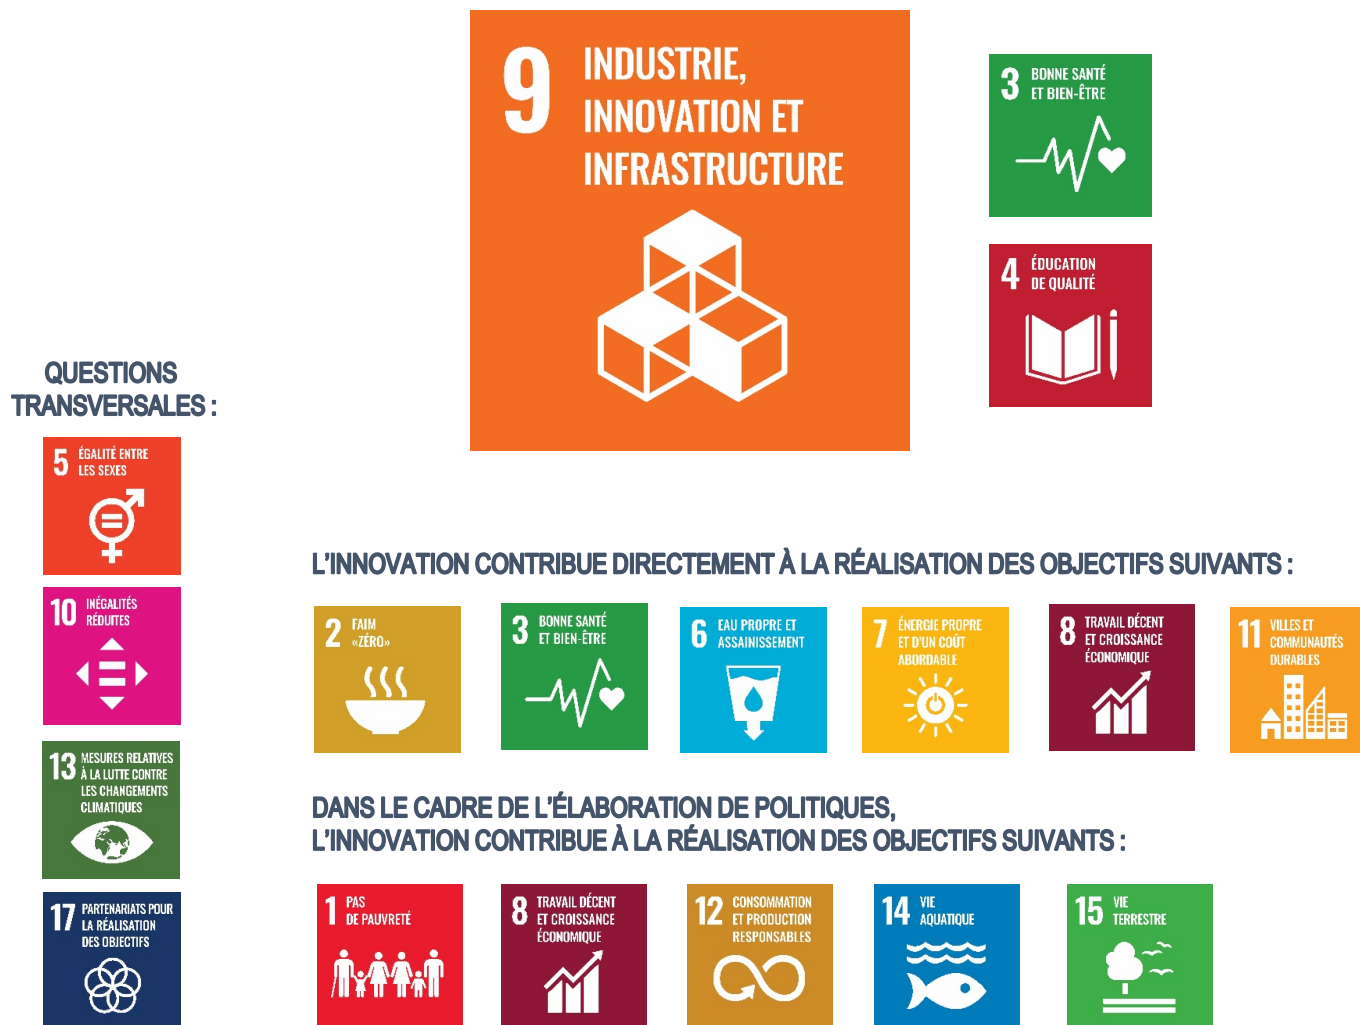 9 INDUSTRIE,
INNOVATION ET
INFRASTRUCTURE
3 BONNE SANTÉ
ET BIEN-ÊTRE
4 ÉDUCATION
DE QUALITÉ
QUESTIONS
TRANSVERSALES :
5 ÉGALITÉ ENTRE
LES SEXES
10 INÉGALITÉS
RÉDUITES
13 MESURES RELATIVES
À LA LUTTE CONTRE
LES CHANGEMENTS
CLIMATIQUES
17 PARTENARIATS POUR
LA RÉALISATION
DES OBJECTIFS
L'INNOVATION CONTRIBUE DIRECTEMENT À LA RÉALISATION DES OBJECTIFS SUIVANTS :
2 FAIM
«ZÉRO»
3 BONNE SANTÉ
ET BIEN-ÊTRE
6 EAU PROPRE ET
ASSAINISSEMENT
7 ÉNERGIE PROPRE
ET D'UN COÛT
ABORDABLE
8 TRAVAIL DÉCENT
ET CROISSANCE
ÉCONOMIQUE
11 VILLES ET
COMMUNAUTÉS
DURABLES
DANS LE CADRE DE L'ÉLABORATION DE POLITIQUES,
L'INNOVATION CONTRIBUE À LA RÉALISATION DES OBJECTIFS SUIVANTS :
1 PAS
DE PAUVRETÉ
8 TRAVAIL DÉCENT
ET CROISSANCE
ÉCONOMIQUE
12 CONSOMMATION
ET PRODUCTION
RESPONSABLES
14 VIE
AQUATIQUE
15 VIE
TERRESTRE